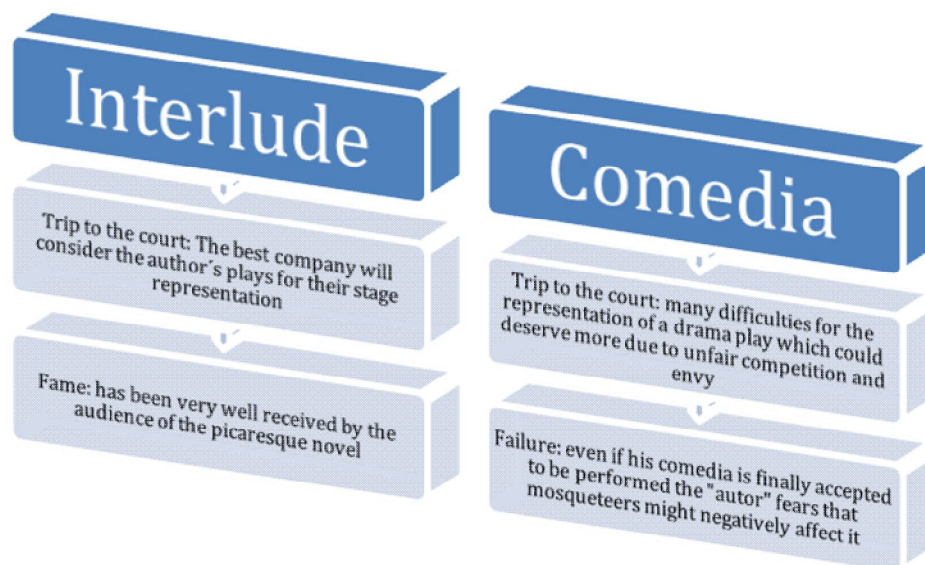 Interlude
Trip to the court: The best company will
consider the author´s plays for their stage
representation
Fame: has been very well received by the
audience of the picaresque novel
Comedia
Trip to the court: many difficulties for the
representation of a drama play which could
deserve more due to unfair competition and
envy
Failure: even if his comedia is finally accepted
to be performed the "autor" fears that
mosqueteers might negatively affect it